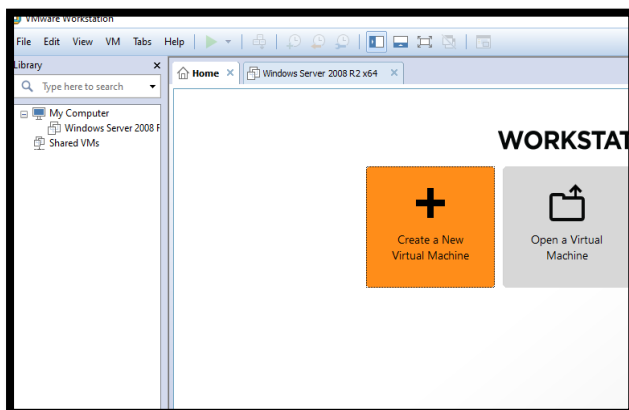 VMware Workstation
File Edit View VM Tabs Help
Library
Home
Windows Server 2008 R2 x64
Type here to search
My Computer
Windows Server 2008
Shared VMs
WORKSTAT
Create a New
Virtual Machine
Open a Virtual
Machine